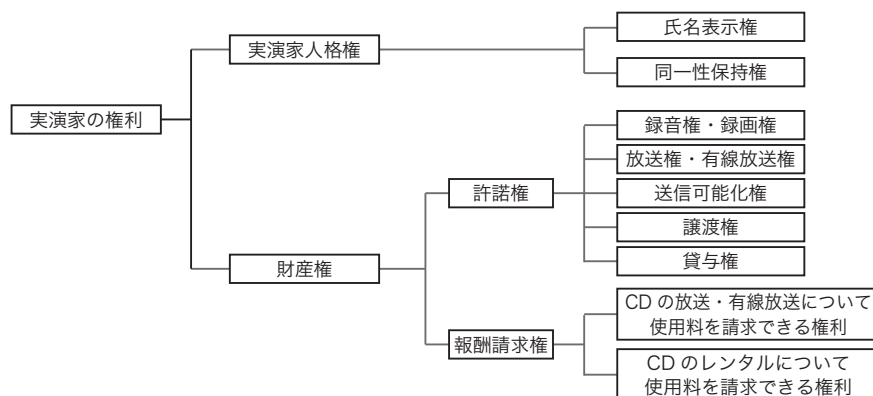 実演家の権利
実演家人格権
氏名表示権
同一性保持権
財産権
許諾権
録音権・録画権
放送権・有線放送権
送信可能化権
譲渡権
貸与権
報酬請求権
CDの放送・有線放送について
使用料を請求できる権利
CDのレンタルについて
使用料を請求できる権利